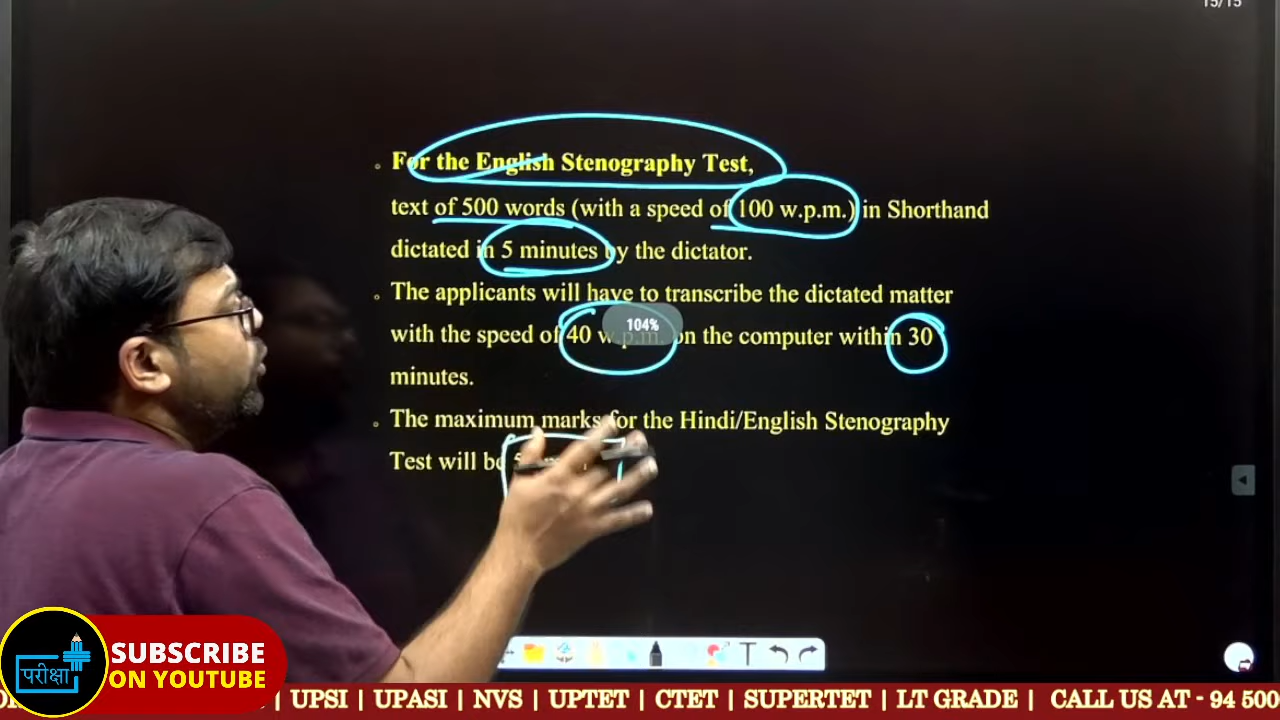 15/15
For the English Stenography Test,
text of 500 words (with a speed of 100 w.p.m.) in Shorthand
dictated in 5 minutes by the dictator.
The applicants will have to transcribe the dictated matter
with the speed of 40 w.p.m. on the computer within 30
104%
minutes.
The maximum marks for the Hindi/English Stenography
Test will be
T
परीक्षा
SUBSCRIBE
ON YOUTUBE
| UPSI | UPASI | NVS | UPTET | CTET | SUPERTET | LT GRADE | CALL US AT - 94 500